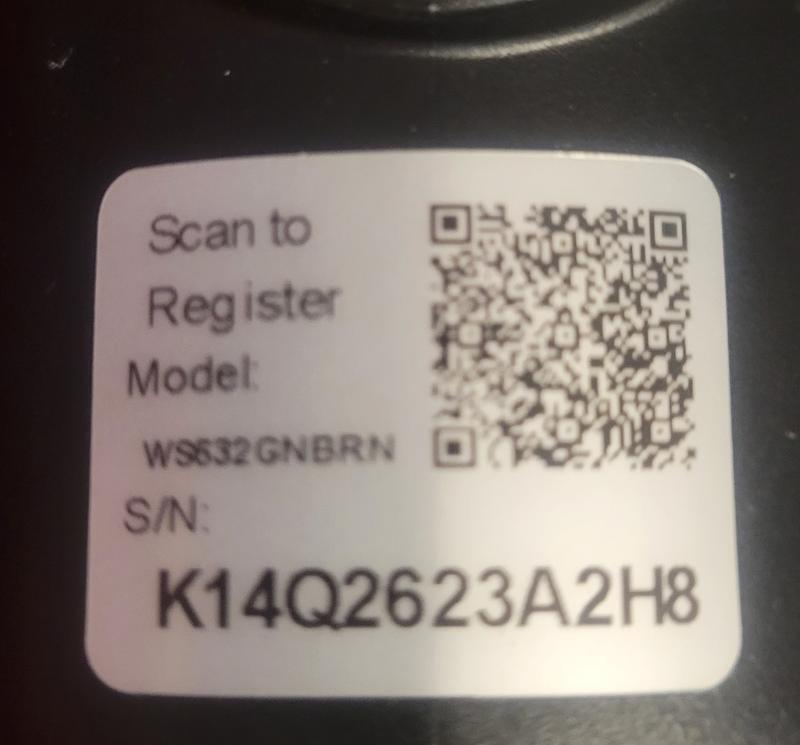 Scan to
Register
Model:
WS632GNBRN
S/N:
K14Q2623A2H8